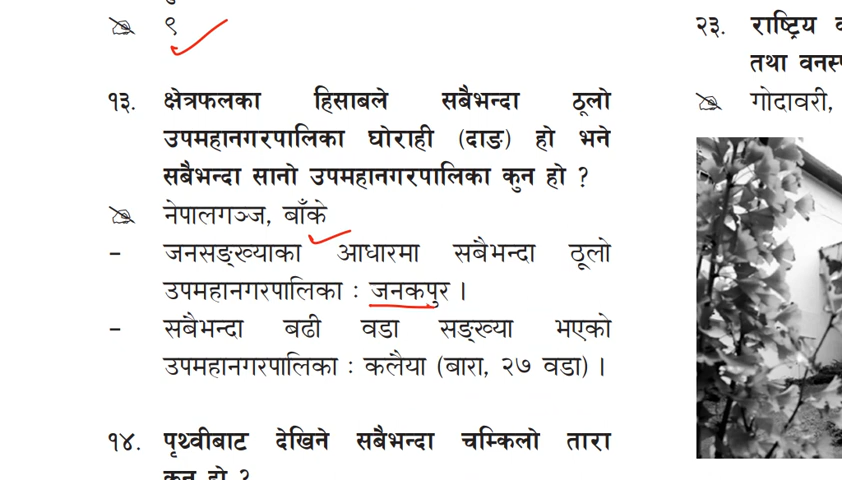 ९
१३. क्षेत्रफलका हिसाबले सबैभन्दा ठूलो
उपमहानगरपालिका घोराही (दाङ) हो भने
सबैभन्दा सानो उपमहानगरपालिका कुन हो ?
नेपालगञ्ज, बाँके
– जनसङ्ख्याका आधारमा सबैभन्दा ठूलो
उपमहानगरपालिका : जनकपुर ।
– सबैभन्दा बढी वडा सङ्ख्या भएको
उपमहानगरपालिका : कलैया (बारा, २७ वडा) ।
१४. पृथ्वीबाट देखिने सबैभन्दा चम्किलो तारा
कुन हो ?
२३. राष्ट्रिय
तथा
गोदावरी,